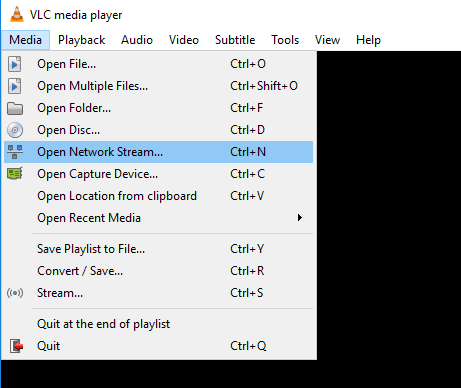 VLC media player
Media Playback Audio Video Subtitle Tools View Help
Open File... Ctrl+O
Open Multiple Files... Ctrl+Shift+O
Open Folder... Ctrl+F
Open Disc... Ctrl+D
Open Network Stream... Ctrl+N
Open Capture Device... Ctrl+C
Open Location from clipboard Ctrl+V
Open Recent Media
Save Playlist to File... Ctrl+Y
Convert / Save... Ctrl+R
Stream... Ctrl+S
Quit at the end of playlist
Quit Ctrl+Q